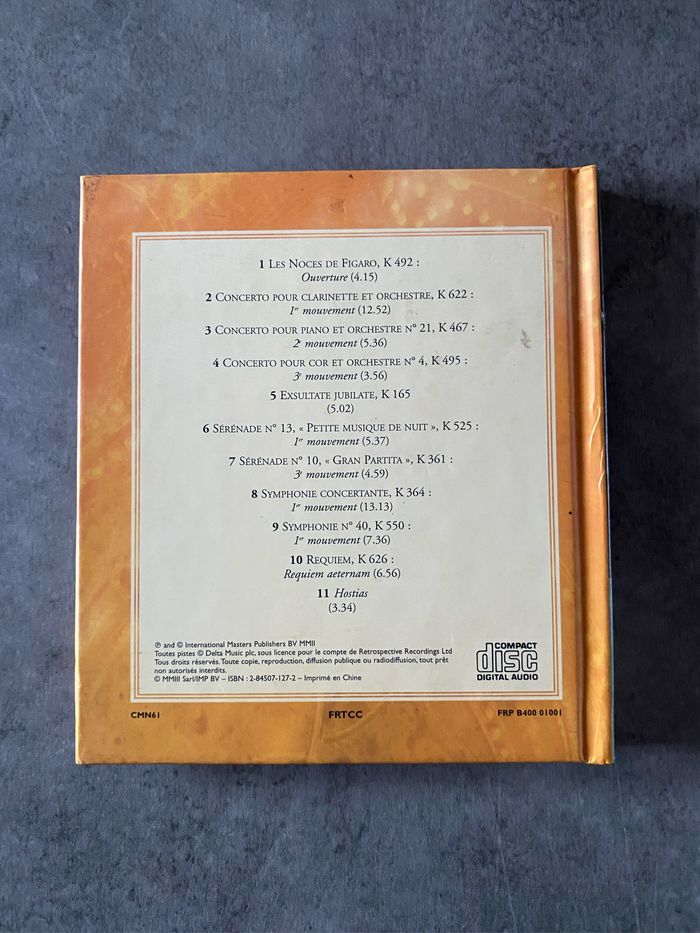 1 LES NOCES DE FIGARO, K 492 :
Ouverture (4.15)
2 CONCERTO POUR CLARINETTE ET ORCHESTRE, K 622 :
1er mouvement (12.52)
3 CONCERTO POUR PIANO ET ORCHESTRE N° 21, K 467 :
2e mouvement (5.36)
4 CONCERTO POUR COR ET ORCHESTRE N° 4, K 495 :
3e mouvement (3.56)
5 EXSULTATE JUBILATE, K 165
(5.02)
6 SÉRÉNADE N° 13, « PETITE MUSIQUE DE NUIT », K 525 :
1er mouvement (5.37)
7 SÉRÉNADE N° 10, « GRAN PARTITA », K 361 :
3e mouvement (4.59)
8 SYMPHONIE CONCERTANTE, K 364 :
1er mouvement (13.13)
9 SYMPHONIE N° 40, K 550 :
1er mouvement (7.36)
10 REQUIEM, K 626 :
Requiem aeternam (6.56)
11 Hostias
(3.34)
℗ and © International Masters Publishers BV MMII
Toutes pistes © Delta Music plc, sous licence pour le compte de Retrospective Recordings Ltd
Tous droits réservés. Toute copie, reproduction, diffusion publique ou radiodiffusion, tout prêt
non autorisés interdits.
© MMIII Sarl/IMP BV – ISBN : 2-84507-127-2 – Imprimé en Chine
COMPACT
disc
DIGITAL AUDIO
CMN61 FRTCC FRP B400 01001